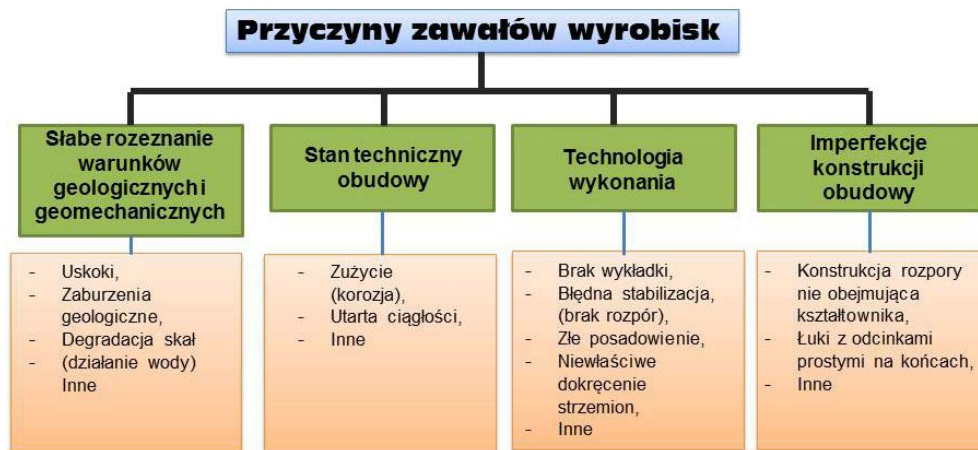 Przyczyny zawałów wyrobisk
Słabe rozeznanie
warunków
geologicznych i
geomechanicznych
- Uskoki,
- Zaburzenia
geologiczne,
- Degradacja skał
- (działanie wody)
Inne
Stan techniczny
obudowy
- Zużycie
(korozja),
- Utarta ciągłości,
- Inne
Technologia
wykonania
- Brak wykładki,
- Błędna stabilizacja,
(brak rozpór),
- Złe posadowienie,
- Niewłaściwe
dokręcenie
strzemion,
- Inne
Imperfekcje
konstrukcji
obudowy
- Konstrukcja rozpory
nie obejmująca
kształtownika,
- Łuki z odcinkami
prostymi na końcach,
- Inne